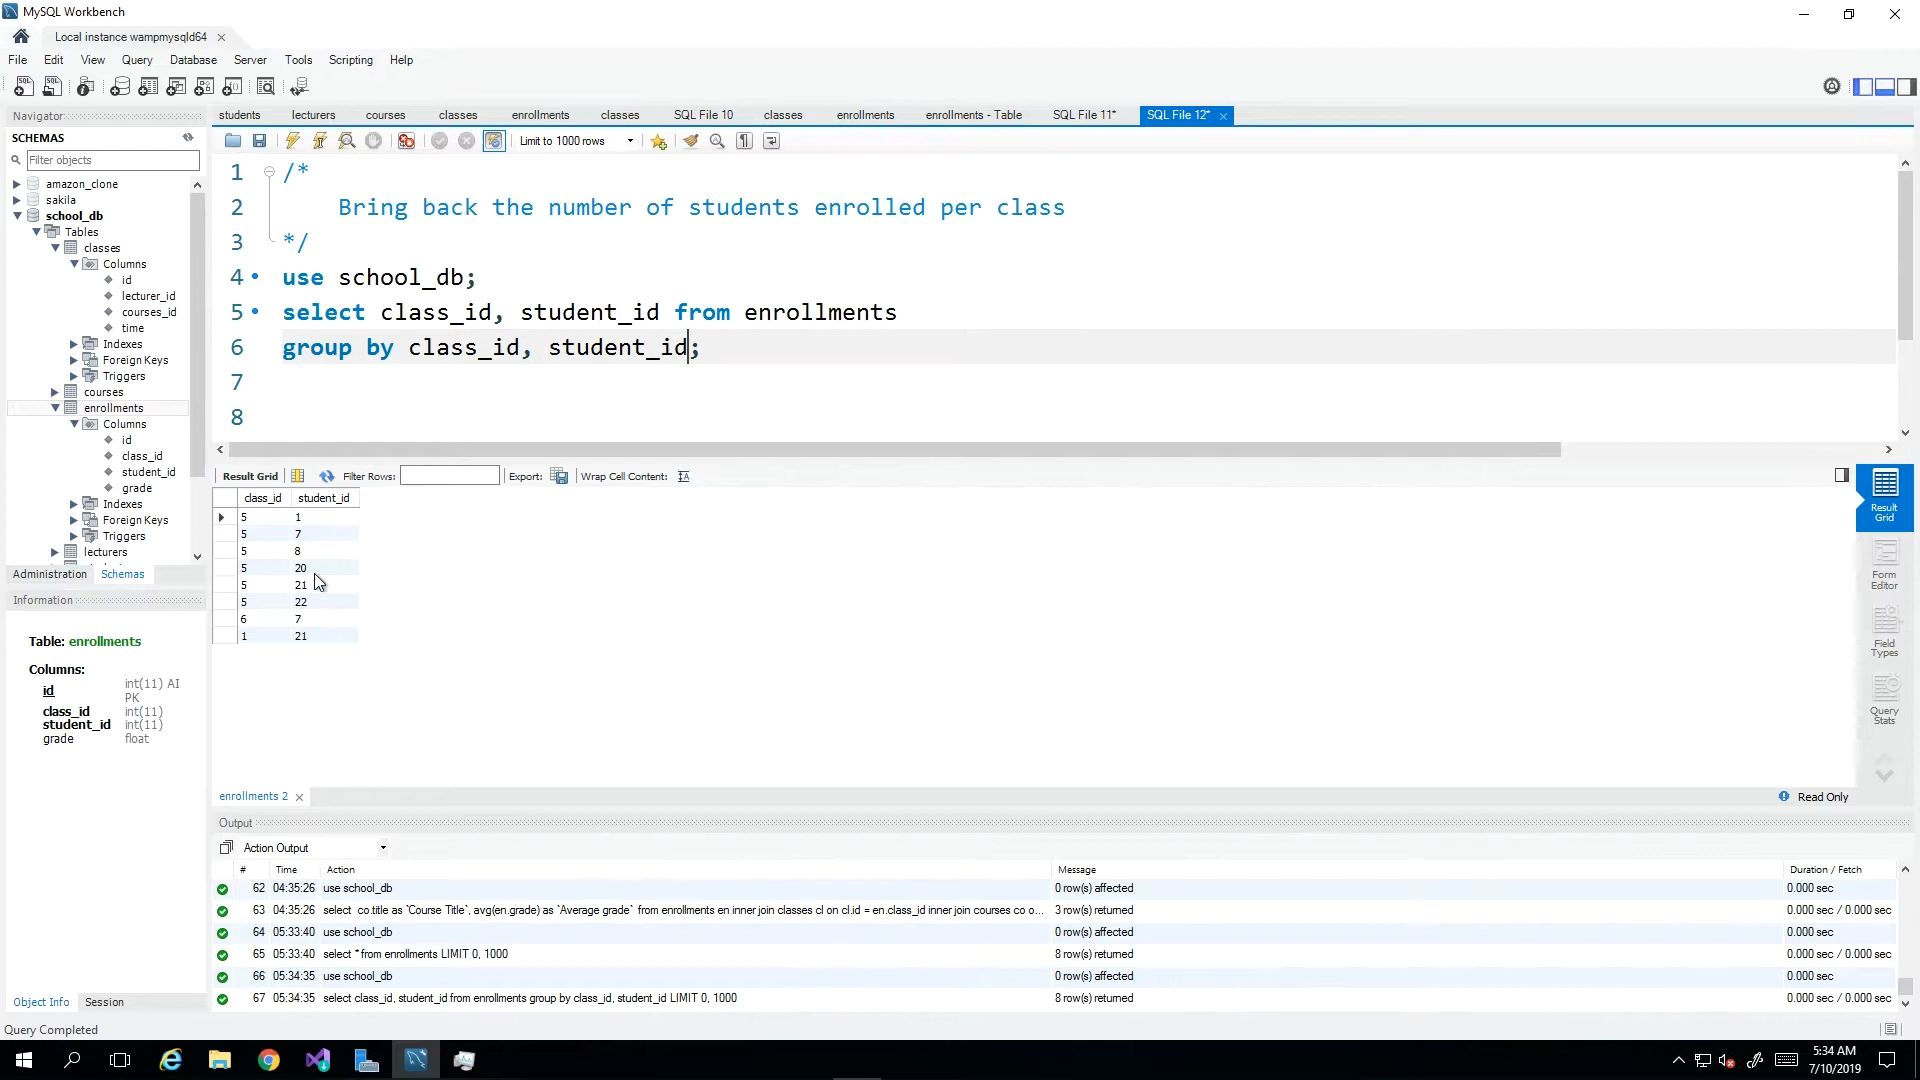 MySQL Workbench
Local instance wampmysqld64
File Edit View Query Database Server Tools Scripting Help
Navigator
SCHEMAS
Filter objects
amazon_clone
sakila
school_db
Tables
classes
Columns
id
lecturer_id
courses_id
time
Indexes
Foreign Keys
Triggers
courses
enrollments
Columns
id
class_id
student_id
grade
Indexes
Foreign Keys
Triggers
lecturers
Administration Schemas
Information
Table: enrollments
Columns:
id int(11) AI
PK
class_id int(11)
student_id int(11)
grade float
Object Info Session
students lecturers courses classes enrollments classes SQL File 10 classes enrollments enrollments - Table SQL File 11* SQL File 12*
Limit to 1000 rows
1 /*
2 Bring back the number of students enrolled per class
3 */
4 use school_db;
5 select class_id, student_id from enrollments
6 group by class_id, student_id;
7
8
Result Grid Filter Rows: Export: Wrap Cell Content:
class_id student_id
5 1
5 7
5 8
5 20
5 21
5 22
6 7
1 21
Result
Grid
Form
Editor
Field
Types
Query
Stats
enrollments 2
Read Only
Output
Action Output
# Time Action Message Duration / Fetch
62 04:35:26 use school_db 0 row(s) affected 0.000 sec
63 04:35:26 select co.title as `Course Title`, avg(en.grade) as `Average grade` from enrollments en inner join classes cl on cl.id = en.class_id inner join courses co o... 3 row(s) returned 0.000 sec / 0.000 sec
64 05:33:40 use school_db 0 row(s) affected 0.000 sec
65 05:33:40 select * from enrollments LIMIT 0, 1000 8 row(s) returned 0.000 sec / 0.000 sec
66 05:34:35 use school_db 0 row(s) affected 0.000 sec
67 05:34:35 select class_id, student_id from enrollments group by class_id, student_id LIMIT 0, 1000 8 row(s) returned 0.000 sec / 0.000 sec
Query Completed
5:34 AM
7/10/2019